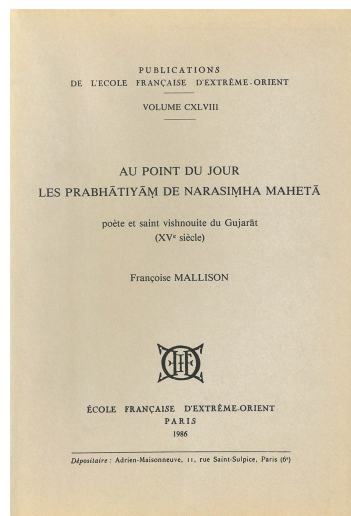 PUBLICATIONS
DE L'ECOLE FRANÇAISE D'EXTRÊME-ORIENT
VOLUME CXLVIII
AU POINT DU JOUR
LES PRABHĀTIYĀṂ DE NARASIṂHA MAHETĀ
poète et saint vishnouite du Gujarāt
(XVe siècle)
Françoise MALLISON
ÉCOLE FRANÇAISE D'EXTRÊME-ORIENT
PARIS
1986
Dépositaire : Adrien-Maisonneuve, 11, rue Saint-Sulpice, Paris (6e)